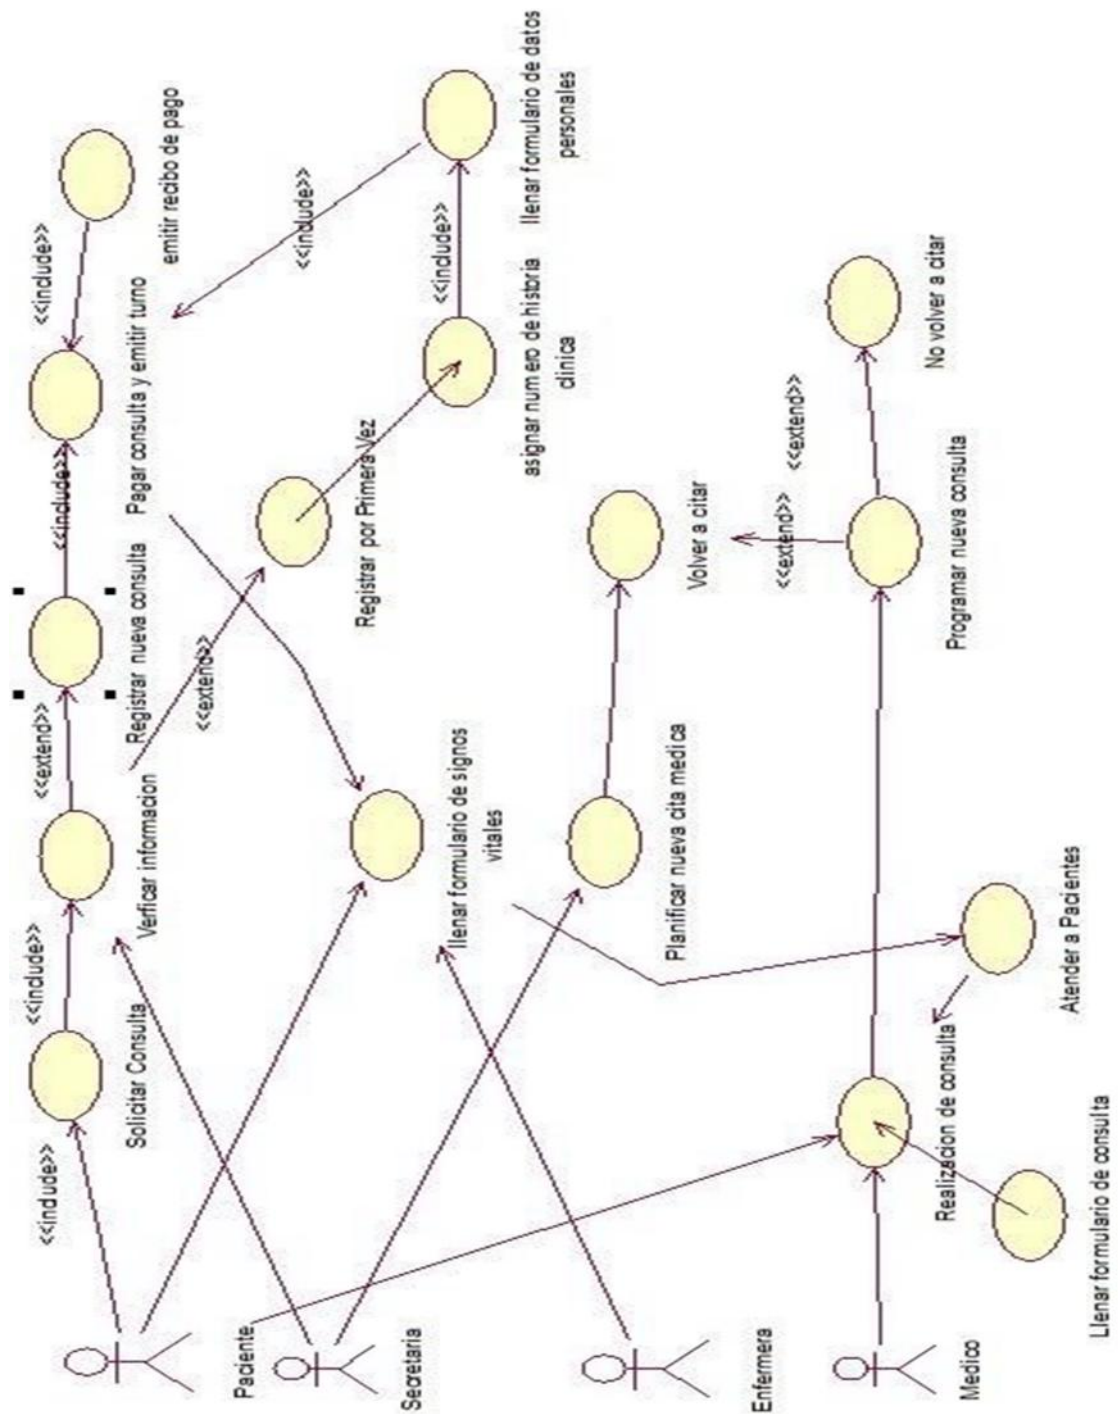 <<include>>
Paciente
Solicitar Consulta
<<include>>
Verficar informacion
<<extend>>
Registrar nueva consulta
<<include>>
Pagar consulta y emitir turno
<<include>>
emitir recibo de pago
<<extend>>
Registrar por Primera Vez
<<include>>
asignar numero de historia
clinica
<<include>>
llenar formulario de datos
personales
Secretaria
llenar formulario de signos
vitales
Planificar nueva cita medica
Volver a citar
<<extend>>
<<extend>>
No volver a citar
Enfermera
Medico
Realizacion de consulta
Programar nueva consulta
Atender a Pacientes
Llenar formulario de consulta